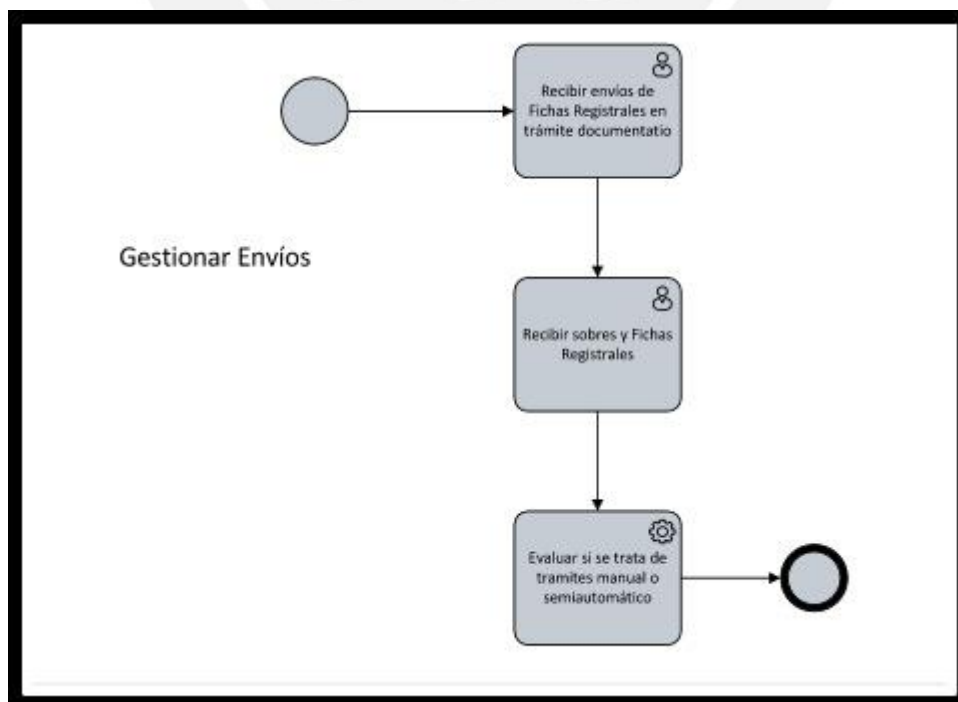 Recibir envíos de
Fichas Registrales en
trámite documentatio
Gestionar Envíos
Recibir sobres y Fichas
Registrales
Evaluar si se trata de
tramites manual o
semiautomático